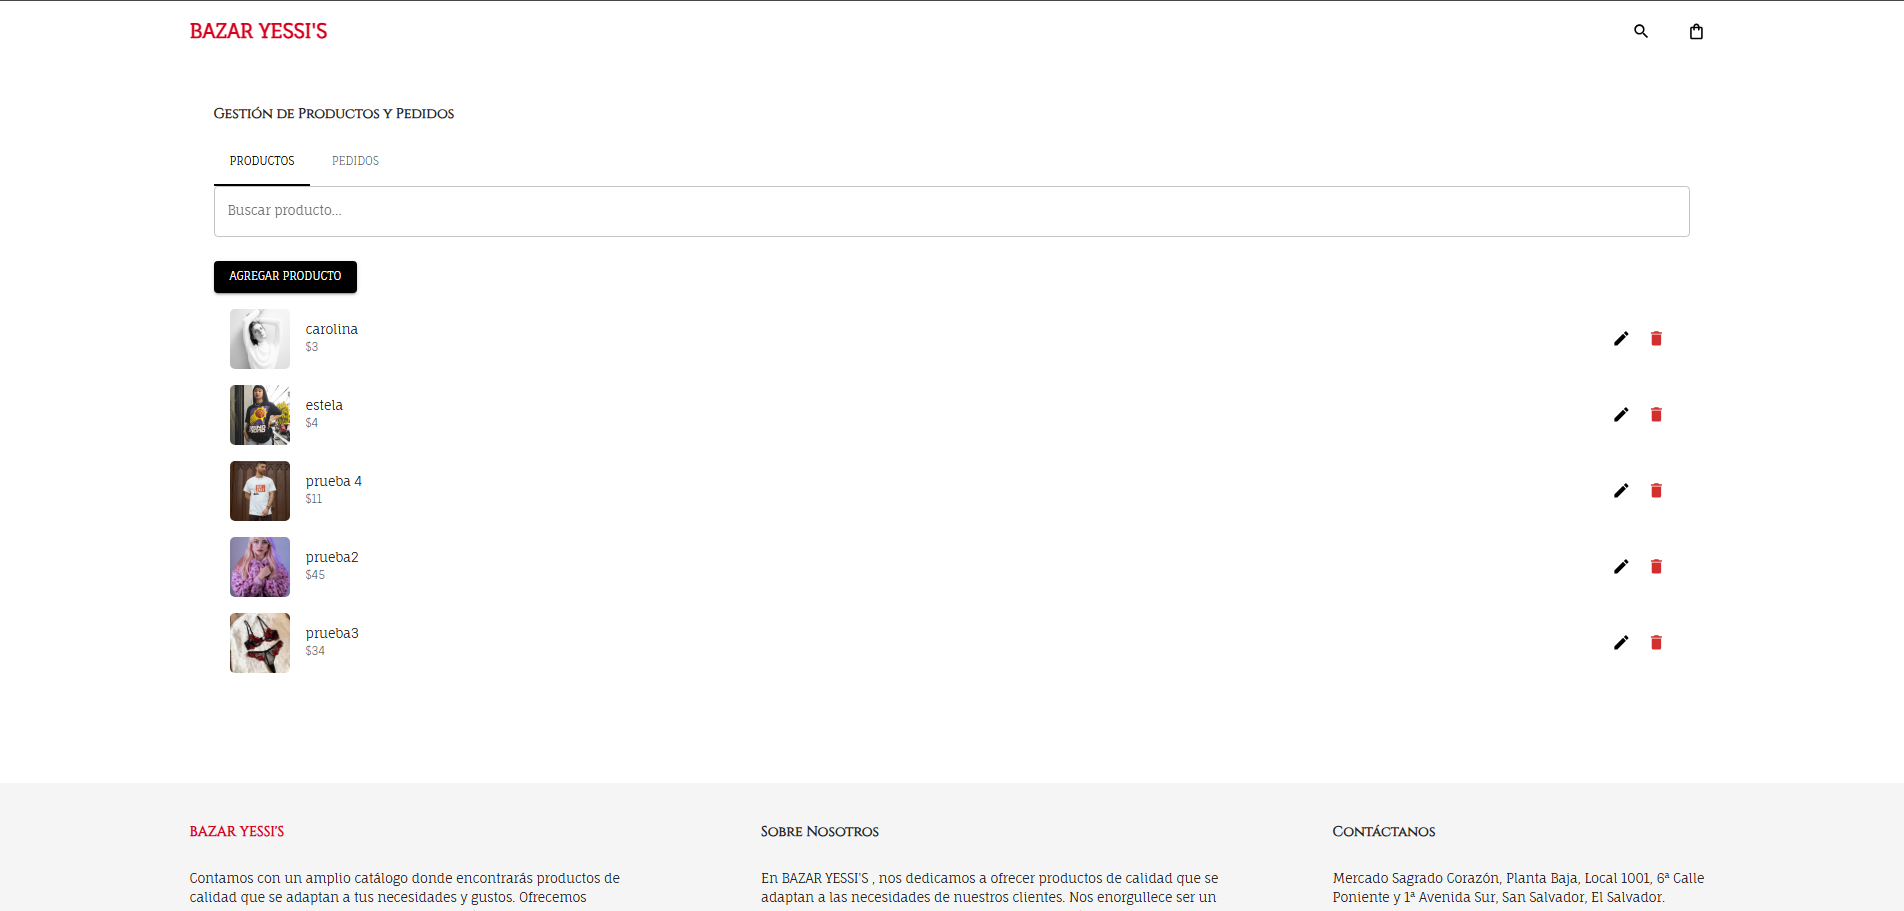 BAZAR YESSI'S
Gestión de Productos y Pedidos
PRODUCTOS PEDIDOS
Buscar producto...
AGREGAR PRODUCTO
carolina
$3
estela
$4
prueba 4
$11
prueba2
$45
prueba3
$34
BAZAR YESSI'S
Contamos con un amplio catálogo donde encontrarás productos de
calidad que se adaptan a tus necesidades y gustos. Ofrecemos
Sobre Nosotros
En BAZAR YESSI'S , nos dedicamos a ofrecer productos de calidad que se
adaptan a las necesidades de nuestros clientes. Nos enorgullece ser un
Contáctanos
Mercado Sagrado Corazón, Planta Baja, Local 1001, 6ª Calle
Poniente y 1ª Avenida Sur, San Salvador, El Salvador.